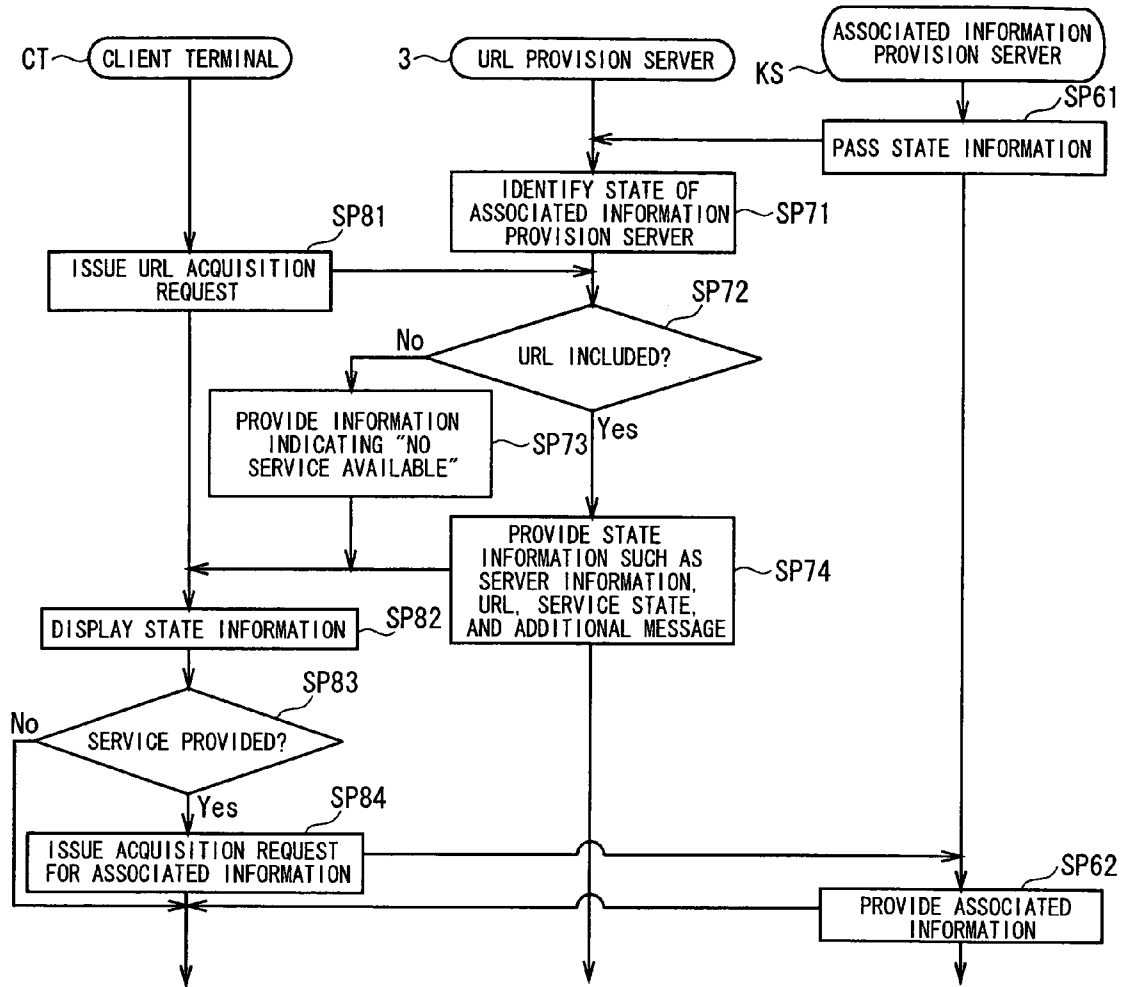 CT
CLIENT TERMINAL
3
URL PROVISION SERVER
ASSOCIATED INFORMATION
PROVISION SERVER
KS
SP61
PASS STATE INFORMATION
IDENTIFY STATE OF
ASSOCIATED INFORMATION
PROVISION SERVER
SP71
SP81
ISSUE URL ACQUISITION
REQUEST
SP72
URL INCLUDED?
No
Yes
PROVIDE INFORMATION
INDICATING "NO
SERVICE AVAILABLE"
SP73
PROVIDE STATE
INFORMATION SUCH AS
SERVER INFORMATION,
URL, SERVICE STATE,
AND ADDITIONAL MESSAGE
SP74
DISPLAY STATE INFORMATION
SP82
SP83
SERVICE PROVIDED?
No
Yes
SP84
ISSUE ACQUISITION REQUEST
FOR ASSOCIATED INFORMATION
SP62
PROVIDE ASSOCIATED
INFORMATION